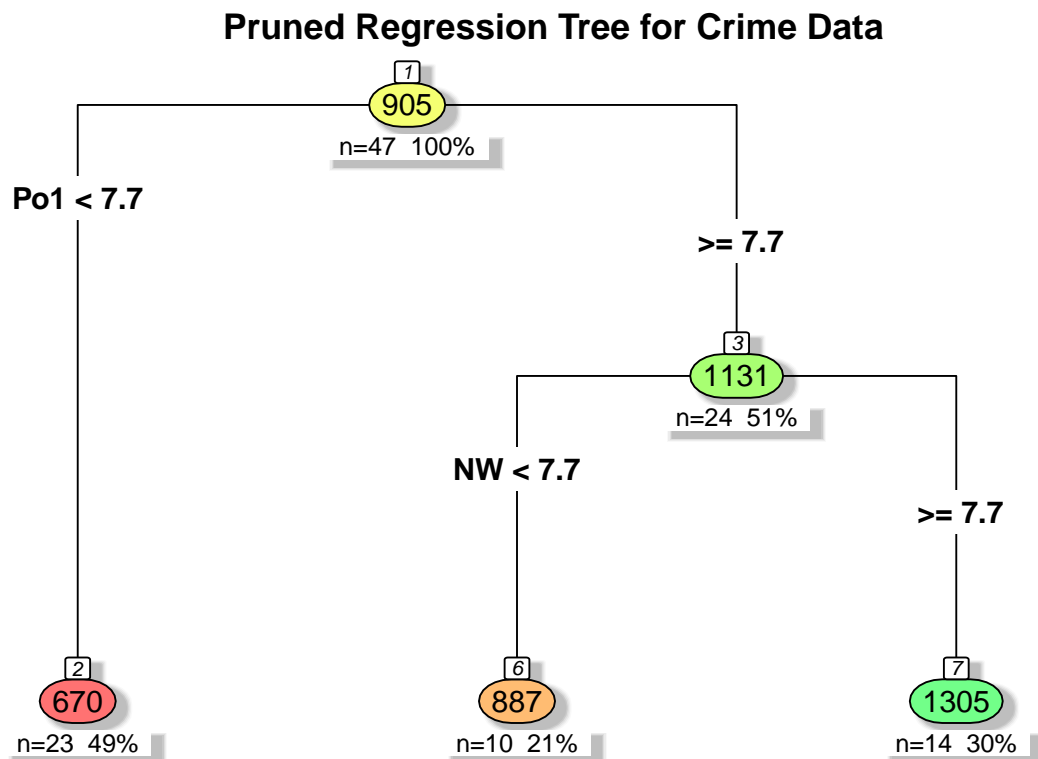 Pruned Regression Tree for Crime Data
1
905
n=47 100%
Po1 < 7.7
>= 7.7
3
1131
n=24 51%
NW < 7.7
>= 7.7
2
670
n=23 49%
6
887
n=10 21%
7
1305
n=14 30%